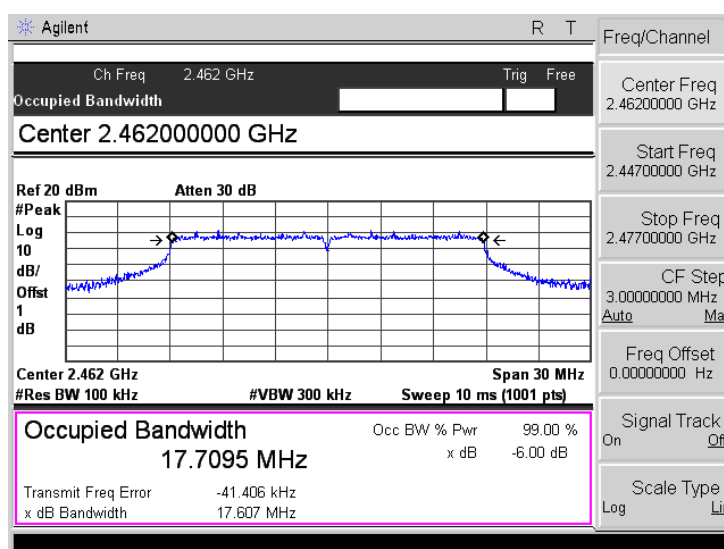 Agilent R T
Ch Freq 2.462 GHz Trig Free
Occupied Bandwidth
Center 2.462000000 GHz
Ref 20 dBm Atten 30 dB
#Peak
Log
10
dB/
Offst
1
dB
Center 2.462 GHz Span 30 MHz
#Res BW 100 kHz #VBW 300 kHz Sweep 10 ms (1001 pts)
Occupied Bandwidth
17.7095 MHz
Occ BW % Pwr 99.00 %
x dB -6.00 dB
Transmit Freq Error -41.406 kHz
x dB Bandwidth 17.607 MHz
Freq/Channel
Center Freq
2.46200000 GHz
Start Freq
2.44700000 GHz
Stop Freq
2.47700000 GHz
CF Step
3.00000000 MHz
Auto Ma
Freq Offset
0.00000000 Hz
Signal Track
On Off
Scale Type
Log Li